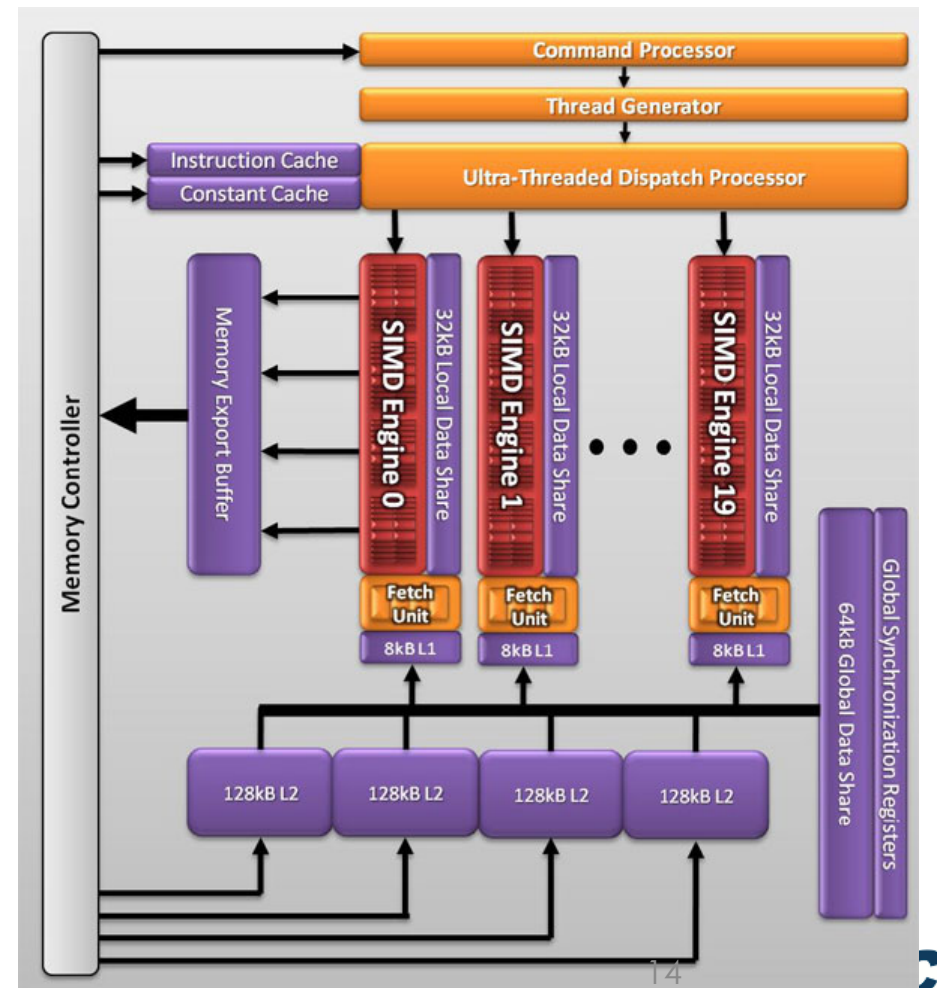 Command Processor
Thread Generator
Instruction Cache
Ultra-Threaded Dispatch Processor
Constant Cache
Memory Controller
Memory Export Buffer
SIMD Engine 0
32kB Local Data Share
SIMD Engine 1
32kB Local Data Share
SIMD Engine 19
32kB Local Data Share
Fetch
Unit
Fetch
Unit
Fetch
Unit
8kB L1
8kB L1
8kB L1
64kB Global Data Share
Global Synchronization Registers
128kB L2
128kB L2
128kB L2
128kB L2
14